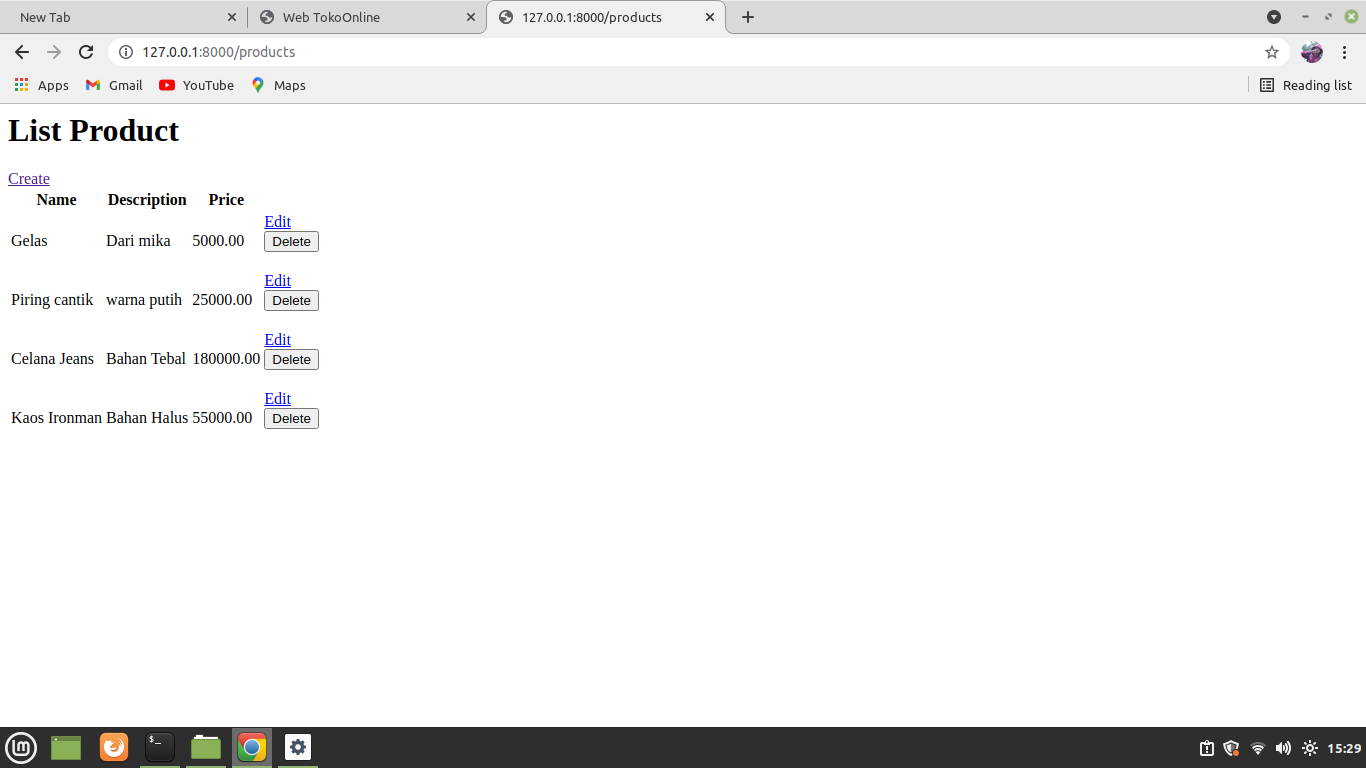 New Tab
Web TokoOnline
127.0.0.1:8000/products
127.0.0.1:8000/products
Apps
Gmail
YouTube
Maps
Reading list
List Product
Create
Name Description Price
Edit
Gelas Dari mika 5000.00 Delete
Edit
Piring cantik warna putih 25000.00 Delete
Edit
Celana Jeans Bahan Tebal 180000.00 Delete
Edit
Kaos Ironman Bahan Halus 55000.00 Delete
$_
15:29